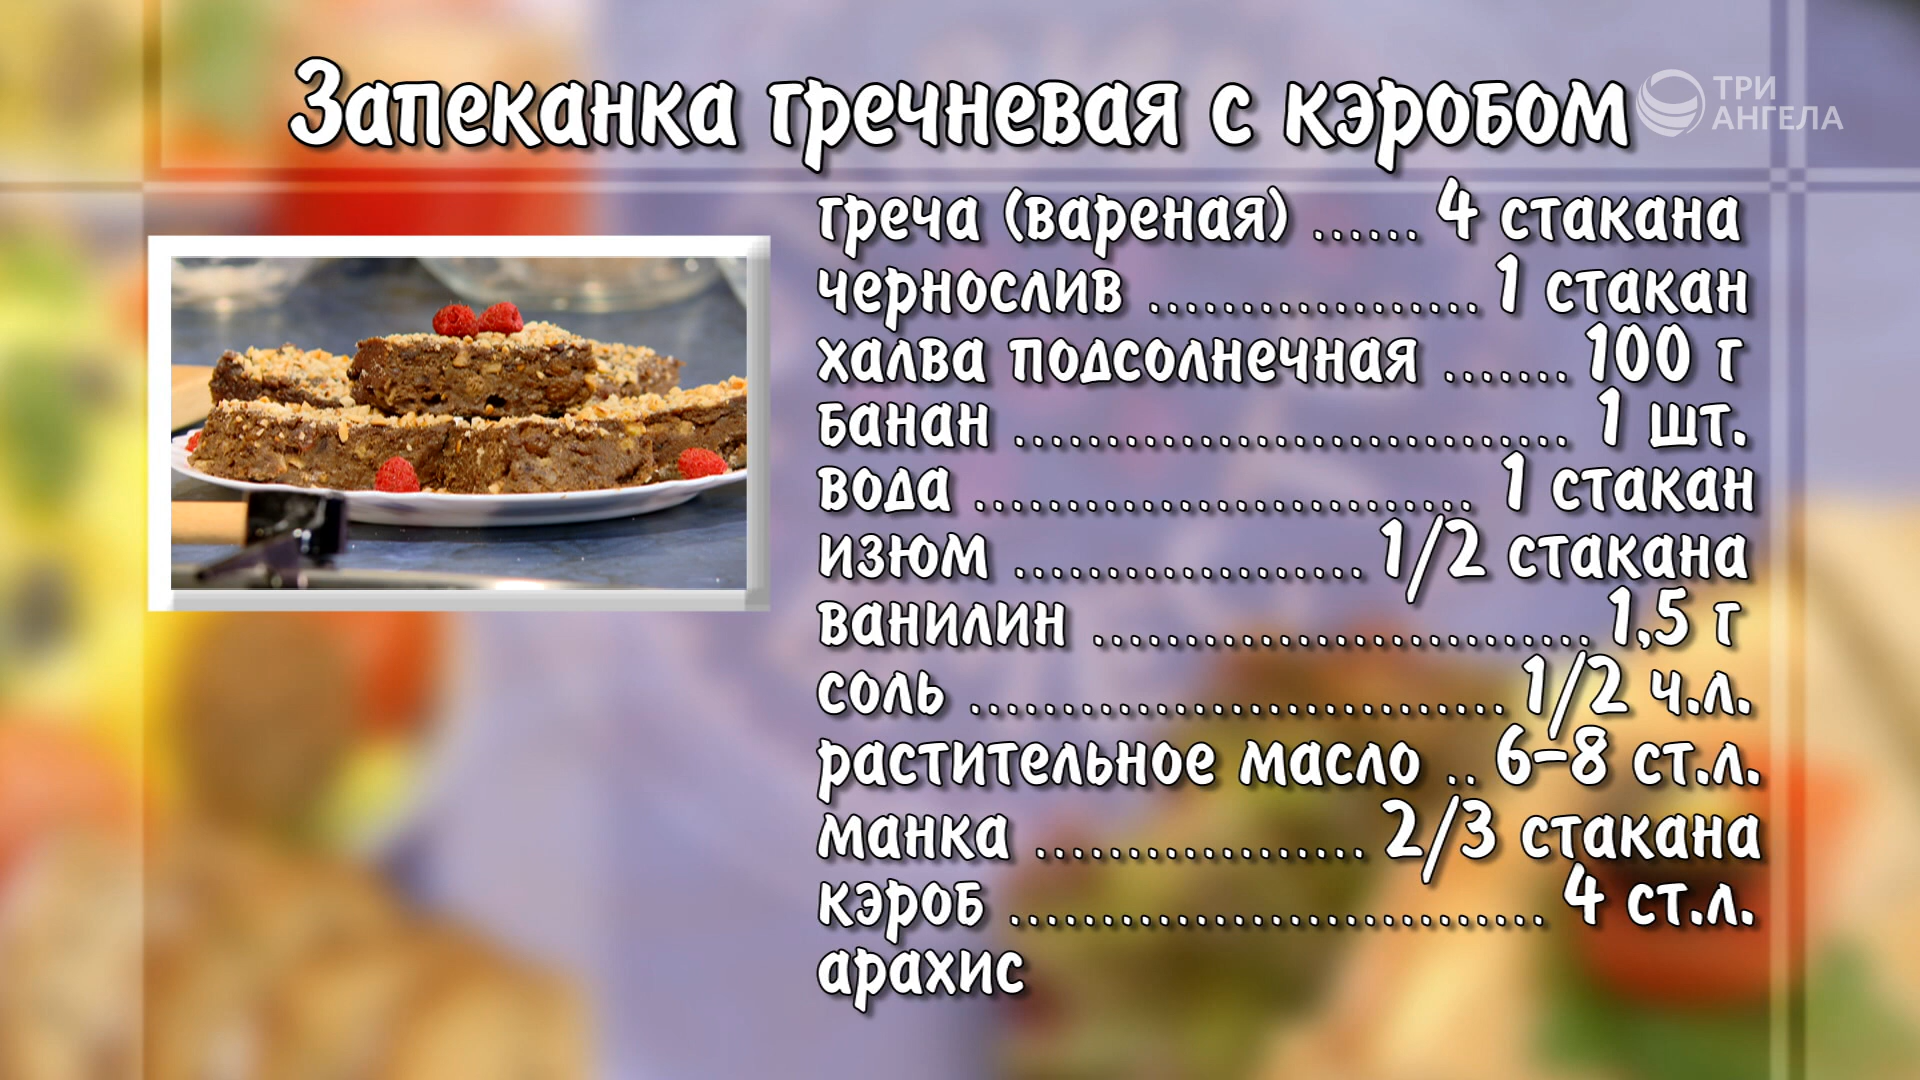 Запеканка гречневая с кэробом
ТРИ
АНГЕЛА
греча (вареная) ...... 4 стакана
чернослив .................. 1 стакан
халва подсолнечная ....... 100 г
банан .............................. 1 шт.
вода ........................... 1 стакан
изюм ................... 1/2 стакана
ванилин ........................... 1,5 г
соль ............................. 1/2 ч.л.
растительное масло .. 6-8 ст.л.
манка .................. 2/3 стакана
кэроб ............................. 4 ст.л.
арахис